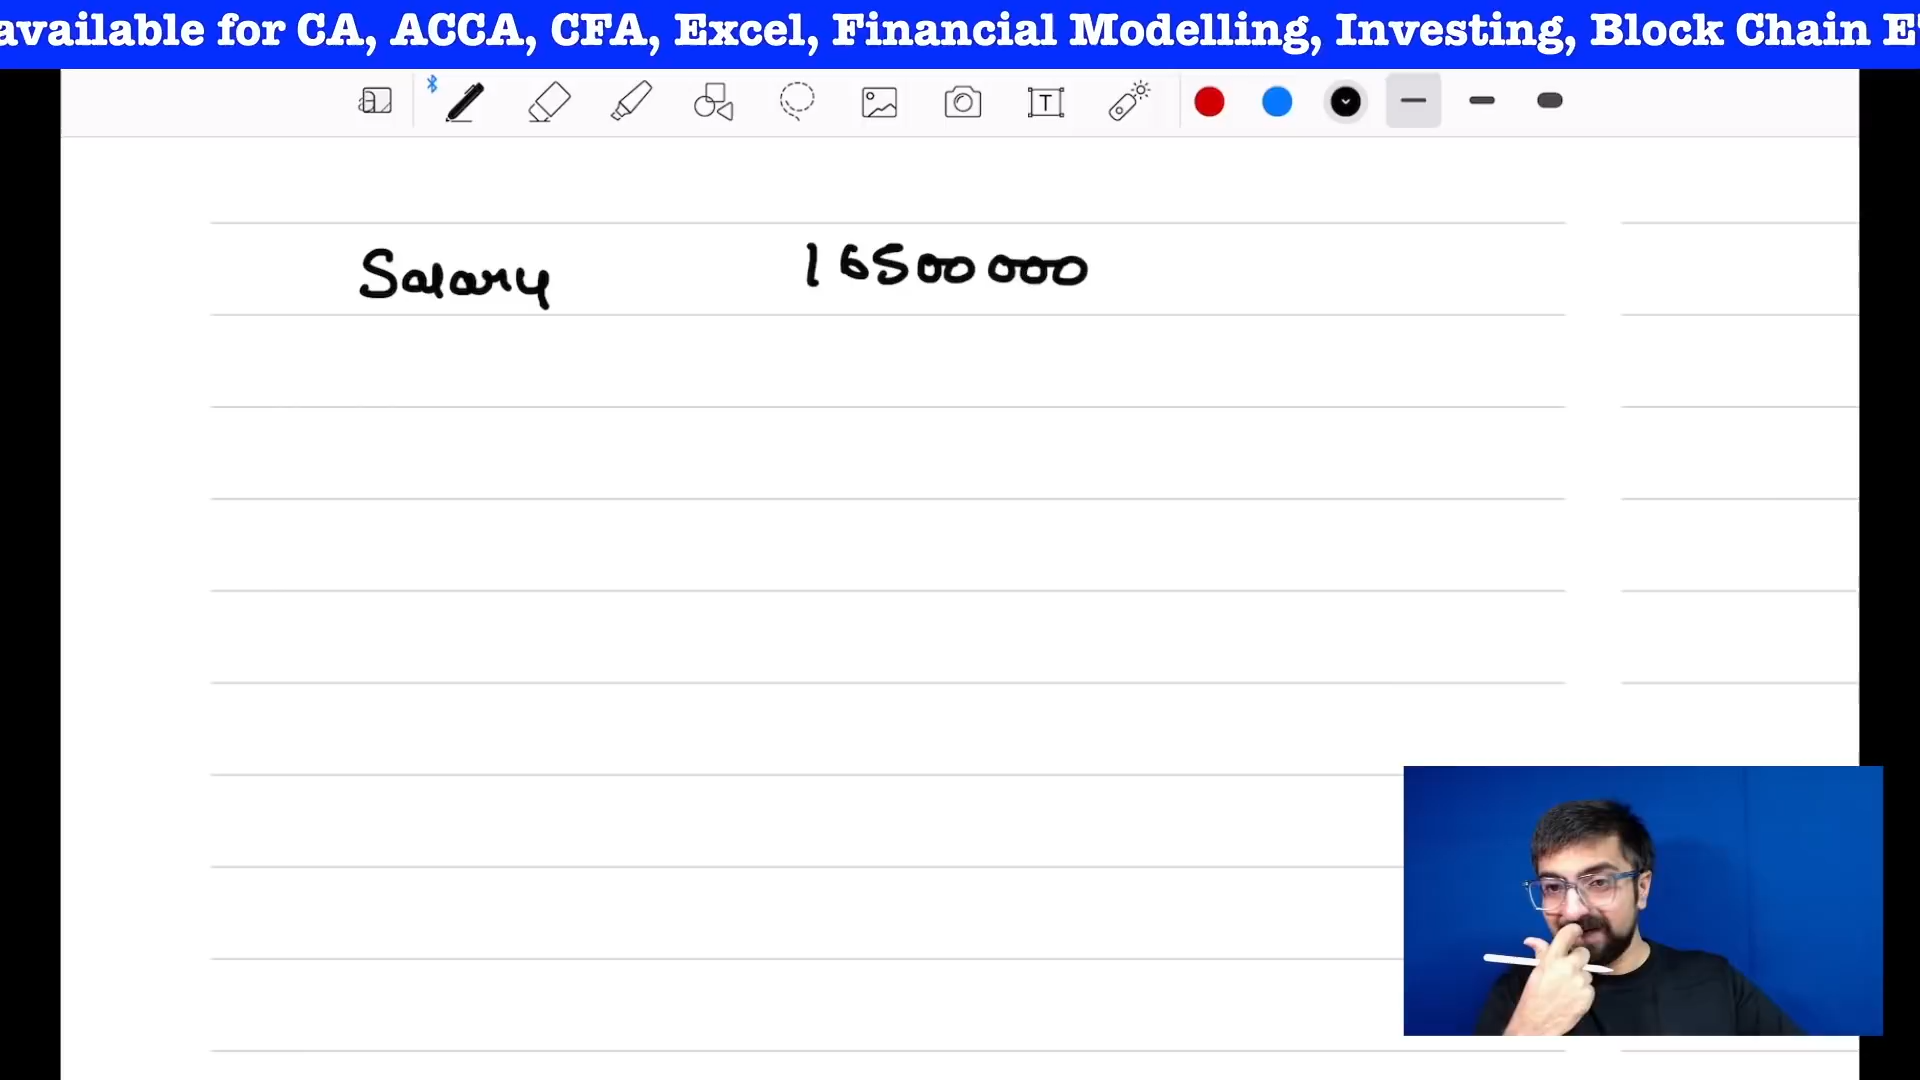 available for CA, ACCA, CFA, Excel, Financial Modelling, Investing, Block Chain E
Salary 16500000